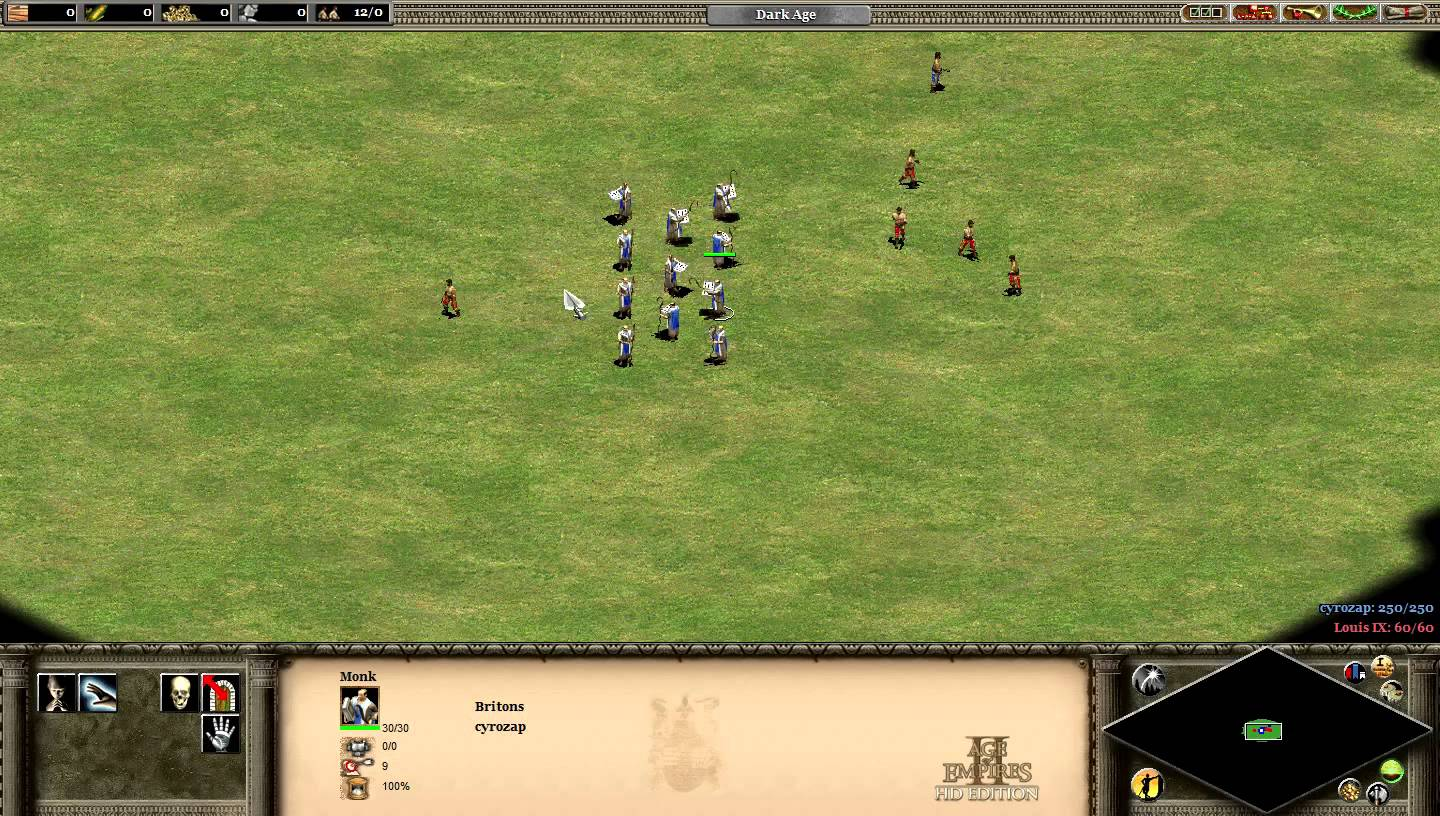 0 0 0 0 12/0 Dark Age
cyrozap: 250/250
Louis IX: 60/60
Monk
30/30
Britons
cyrozap
0/0
9
100%
II
AGE
OF
EMPIRES
HD EDITION